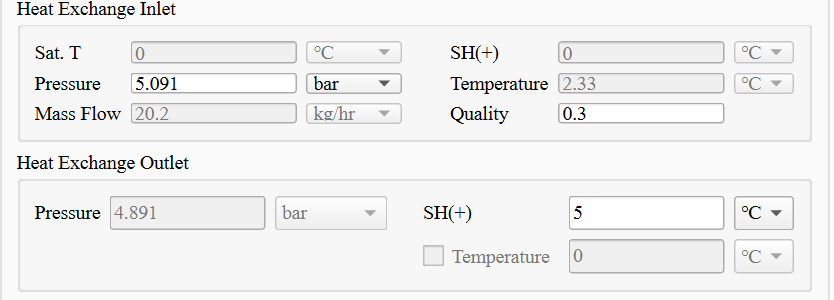 Heat Exchange Inlet
Sat. T 0 °C SH(+) 0 °C
Pressure 5.091 bar Temperature 2.33 °C
Mass Flow 20.2 kg/hr Quality 0.3
Heat Exchange Outlet
Pressure 4.891 bar SH(+) 5 °C
Temperature 0 °C